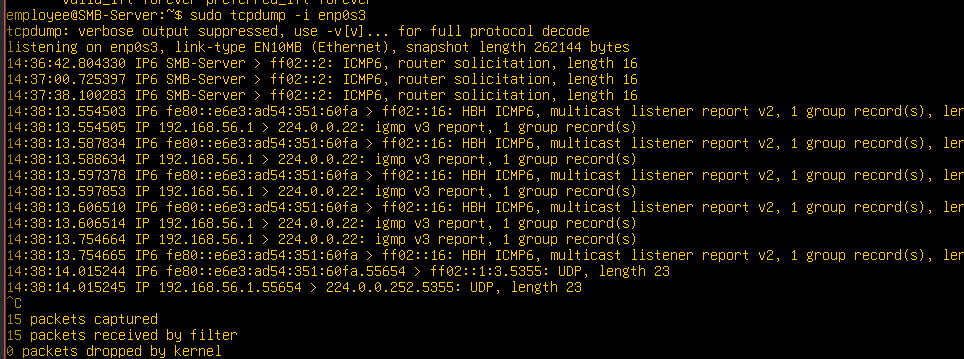 valid_lft forever preferred_lft forever
employee@SMB-Server:~$ sudo tcpdump -i enp0s3
tcpdump: verbose output suppressed, use -v[v]... for full protocol decode
listening on enp0s3, link-type EN10MB (Ethernet), snapshot length 262144 bytes
14:36:42.804330 IP6 SMB-Server > ff02::2: ICMP6, router solicitation, length 16
14:37:00.725397 IP6 SMB-Server > ff02::2: ICMP6, router solicitation, length 16
14:37:38.100283 IP6 SMB-Server > ff02::2: ICMP6, router solicitation, length 16
14:38:13.554503 IP6 fe80::e6e3:ad54:351:60fa > ff02::16: HBH ICMP6, multicast listener report v2, 1 group record(s), len
14:38:13.554505 IP 192.168.56.1 > 224.0.0.22: igmp v3 report, 1 group record(s)
14:38:13.587834 IP6 fe80::e6e3:ad54:351:60fa > ff02::16: HBH ICMP6, multicast listener report v2, 1 group record(s), len
14:38:13.588634 IP 192.168.56.1 > 224.0.0.22: igmp v3 report, 1 group record(s)
14:38:13.597378 IP6 fe80::e6e3:ad54:351:60fa > ff02::16: HBH ICMP6, multicast listener report v2, 1 group record(s), len
14:38:13.597853 IP 192.168.56.1 > 224.0.0.22: igmp v3 report, 1 group record(s)
14:38:13.606510 IP6 fe80::e6e3:ad54:351:60fa > ff02::16: HBH ICMP6, multicast listener report v2, 1 group record(s), len
14:38:13.606514 IP 192.168.56.1 > 224.0.0.22: igmp v3 report, 1 group record(s)
14:38:13.754664 IP 192.168.56.1 > 224.0.0.22: igmp v3 report, 1 group record(s)
14:38:13.754665 IP6 fe80::e6e3:ad54:351:60fa > ff02::16: HBH ICMP6, multicast listener report v2, 1 group record(s), len
14:38:14.015244 IP6 fe80::e6e3:ad54:351:60fa.55654 > ff02::1:3.5355: UDP, length 23
14:38:14.015245 IP 192.168.56.1.55654 > 224.0.0.252.5355: UDP, length 23
^C
15 packets captured
15 packets received by filter
0 packets dropped by kernel